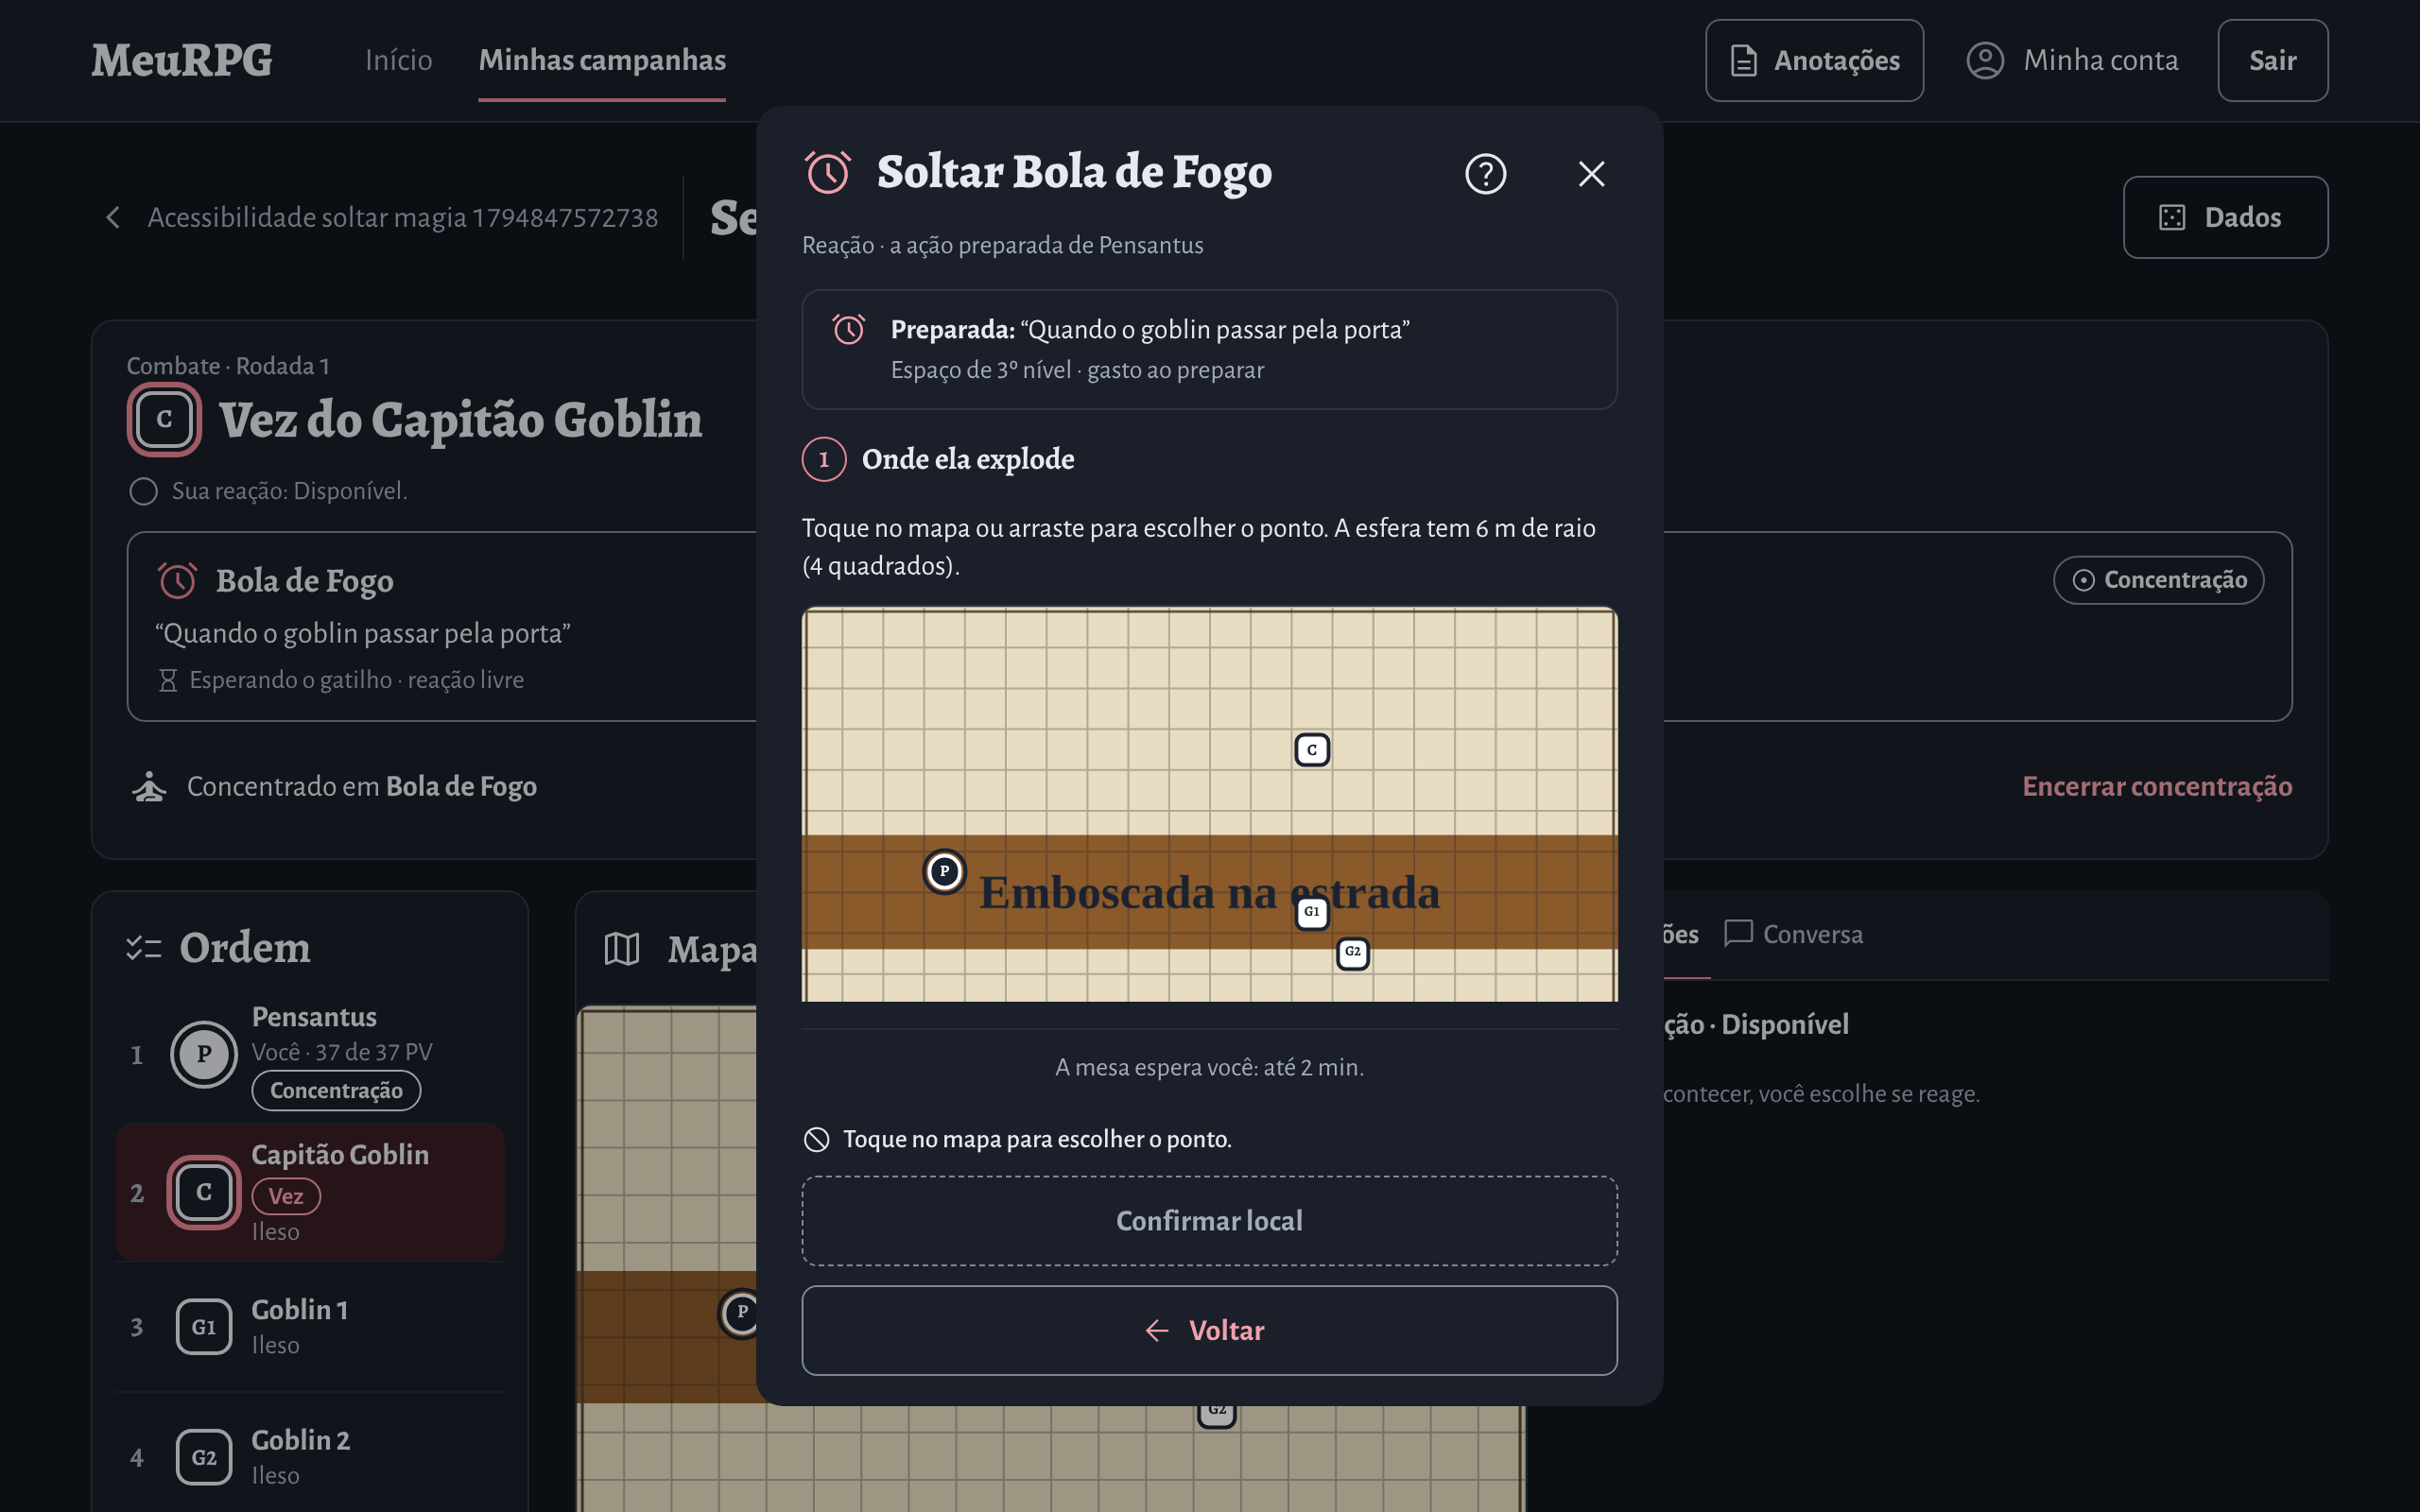 MeuRPG
Início
Minhas campanhas
Anotações
Minha conta
Sair
Acessibilidade soltar magia 1794847572738
Se
Dados
Combate · Rodada 1
C
Vez do Capitão Goblin
Sua reação: Disponível.
Bola de Fogo
Concentração
“Quando o goblin passar pela porta”
Esperando o gatilho · reação livre
Concentrado em Bola de Fogo
Encerrar concentração
Ordem
1
P
Pensantus
Você · 37 de 37 PV
Concentração
2
C
Capitão Goblin
Vez
Ileso
3
G1
Goblin 1
Ileso
4
G2
Goblin 2
Ileso
Mapa
P
G2
ões
Conversa
ção · Disponível
contecer, você escolhe se reage.
Soltar Bola de Fogo
Reação · a ação preparada de Pensantus
Preparada: “Quando o goblin passar pela porta”
Espaço de 3º nível · gasto ao preparar
1
Onde ela explode
Toque no mapa ou arraste para escolher o ponto. A esfera tem 6 m de raio
(4 quadrados).
C
P
Emboscada na estrada
G1
G2
A mesa espera você: até 2 min.
Toque no mapa para escolher o ponto.
Confirmar local
Voltar